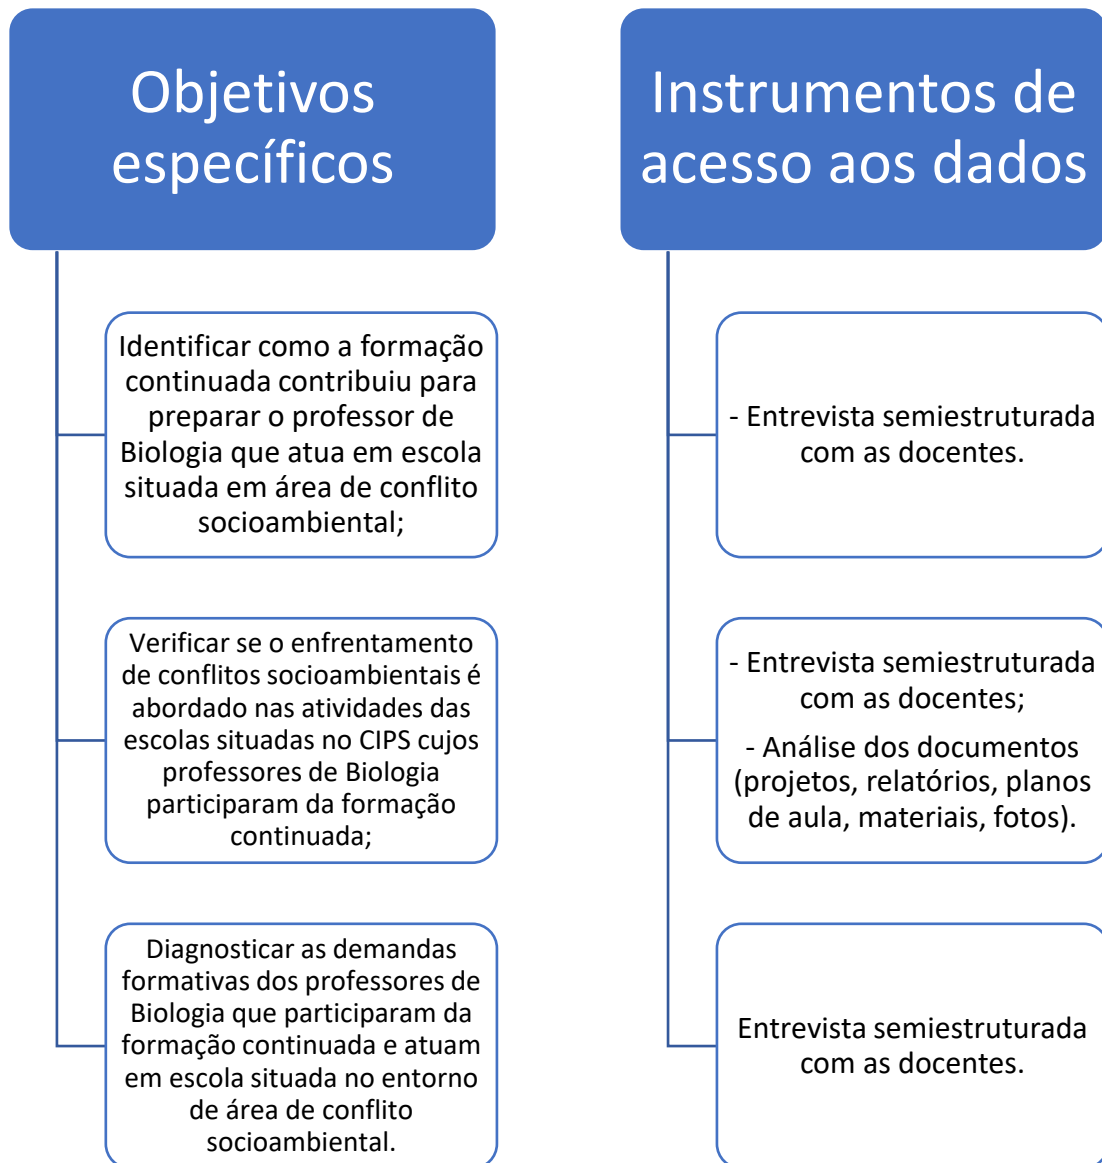 Objetivos
específicos
Identificar como a formação
continuada contribuiu para
preparar o professor de
Biologia que atua em escola
situada em área de conflito
socioambiental;
Verificar se o enfrentamento
de conflitos socioambientais é
abordado nas atividades das
escolas situadas no CIPS cujos
professores de Biologia
participaram da formação
continuada;
Diagnosticar as demandas
formativas dos professores de
Biologia que participaram da
formação continuada e atuam
em escola situada no entorno
de área de conflito
socioambiental.
Instrumentos de
acesso aos dados
- Entrevista semiestruturada
com as docentes.
- Entrevista semiestruturada
com as docentes;
- Análise dos documentos
(projetos, relatórios, planos
de aula, materiais, fotos).
Entrevista semiestruturada
com as docentes.